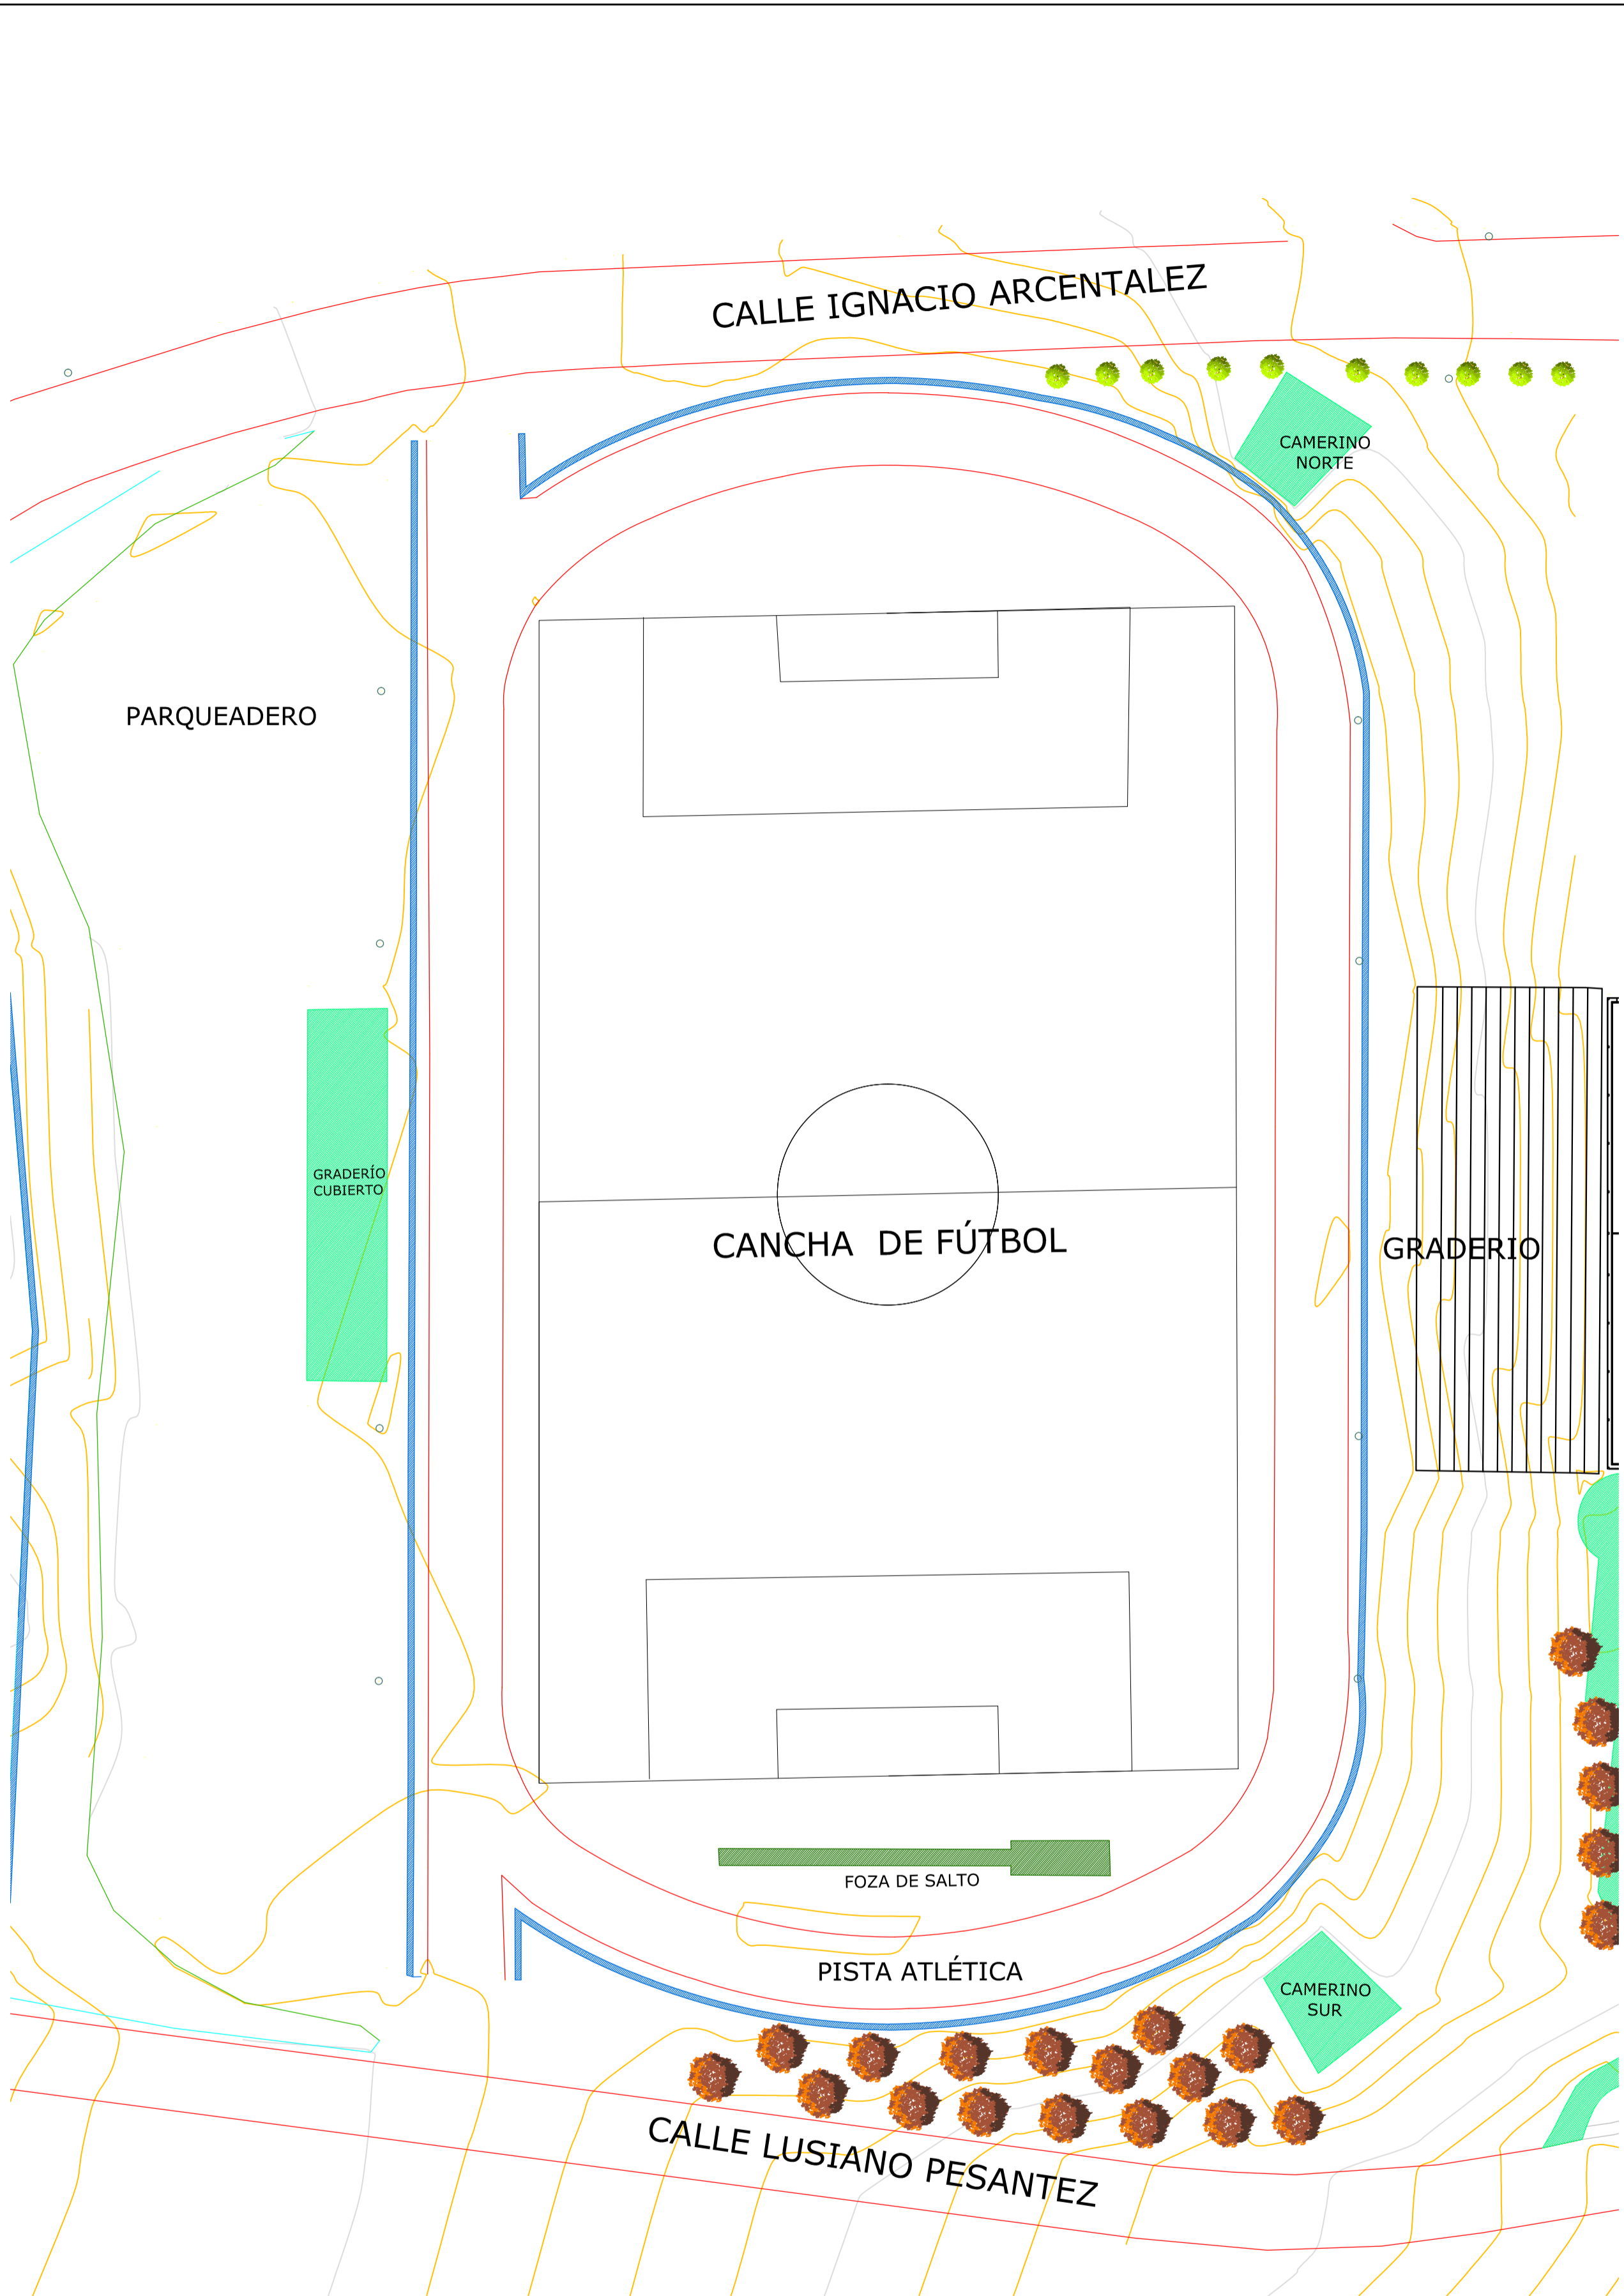 CALLE IGNACIO ARCENTALEZ
CAMERINO
NORTE
PARQUEADERO
GRADERÍO
CUBIERTO
CANCHA DE FÚTBOL
GRADERIO
FOZA DE SALTO
PISTA ATLÉTICA
CAMERINO
SUR
CALLE LUSIANO PESANTEZ